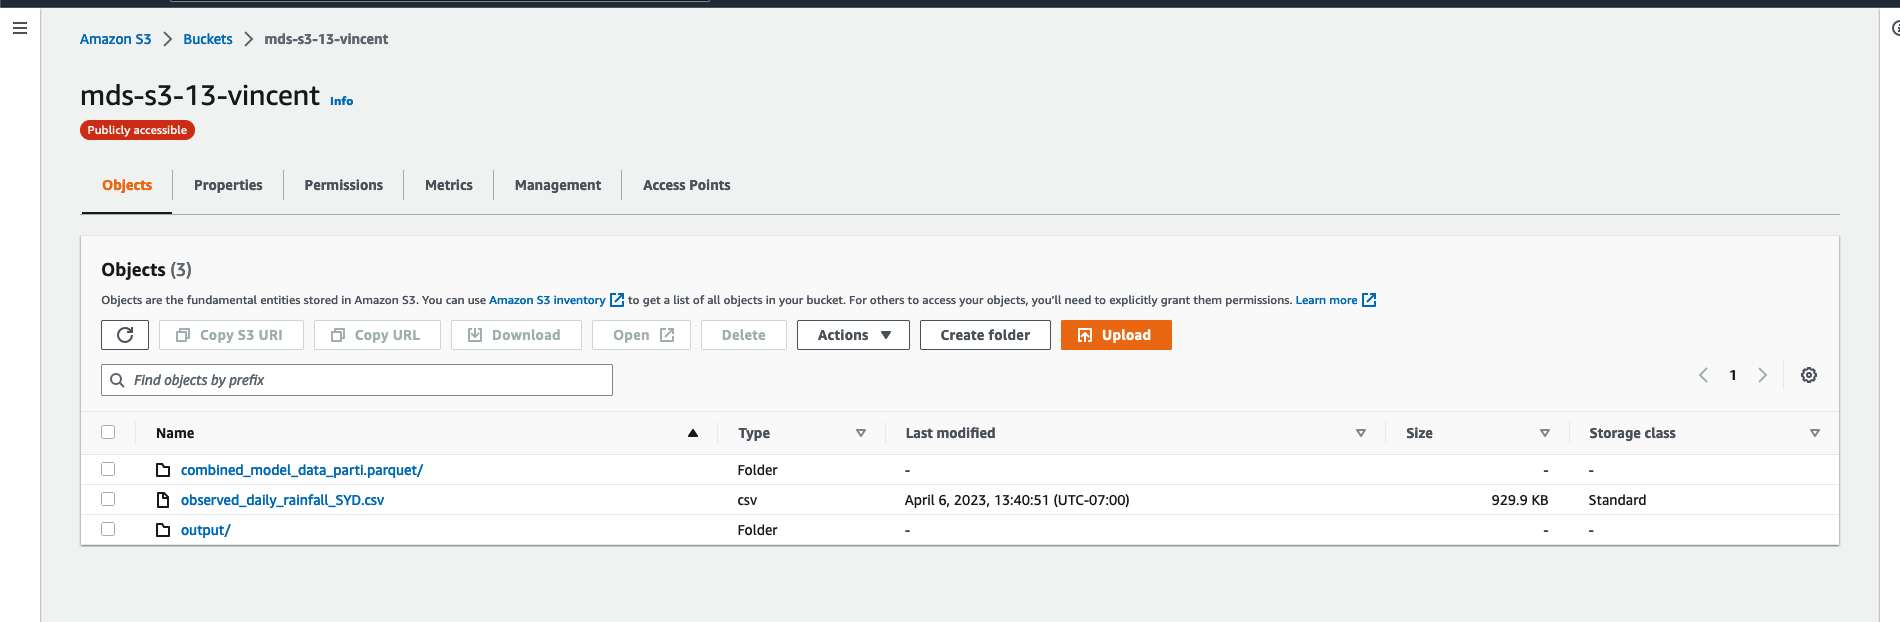 Amazon S3 > Buckets > mds-s3-13-vincent
mds-s3-13-vincent Info
Publicly accessible
Objects Properties Permissions Metrics Management Access Points
Objects (3)
Objects are the fundamental entities stored in Amazon S3. You can use Amazon S3 inventory to get a list of all objects in your bucket. For others to access your objects, you'll need to explicitly grant them permissions. Learn more
Copy S3 URI Copy URL Download Open Delete Actions Create folder Upload
Find objects by prefix 1
Name Type Last modified Size Storage class
combined_model_data_parti.parquet/ Folder - - -
observed_daily_rainfall_SYD.csv csv April 6, 2023, 13:40:51 (UTC-07:00) 929.9 KB Standard
output/ Folder - - -